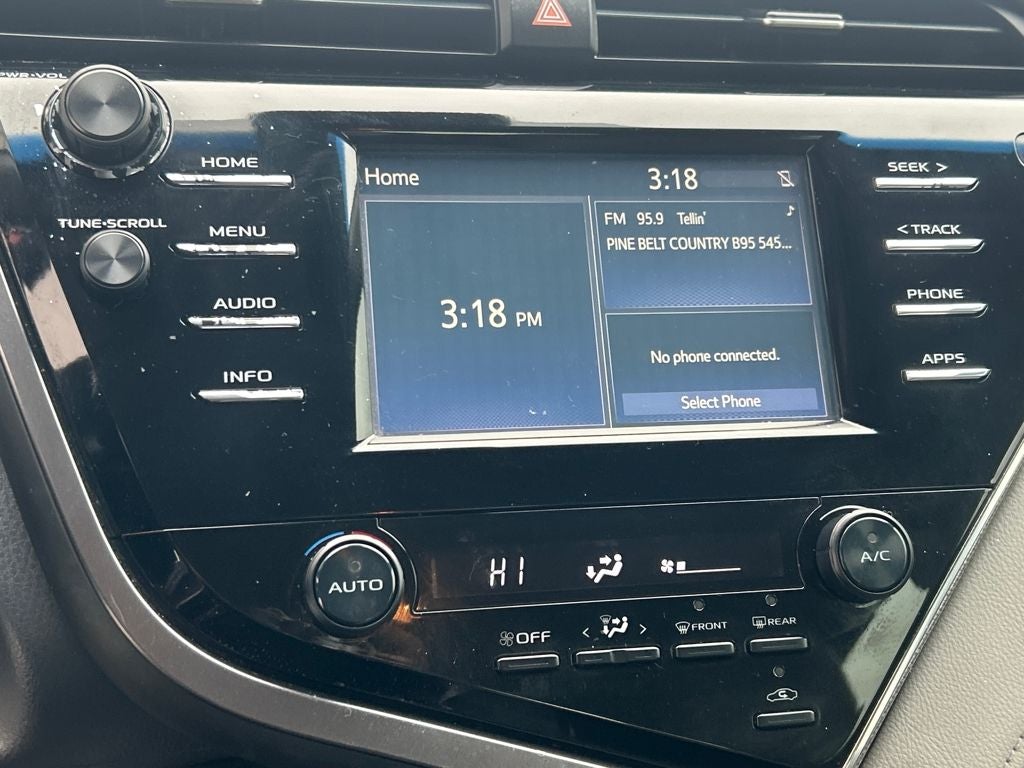 PWR•VOL
HOME
TUNE•SCROLL
MENU
AUDIO
INFO
Home
3:18
3:18 PM
FM 95.9 Tellin'
PINE BELT COUNTRY B95 545...
No phone connected.
Select Phone
SEEK >
< TRACK
PHONE
APPS
AUTO
HI
A/C
OFF
< >
FRONT
REAR